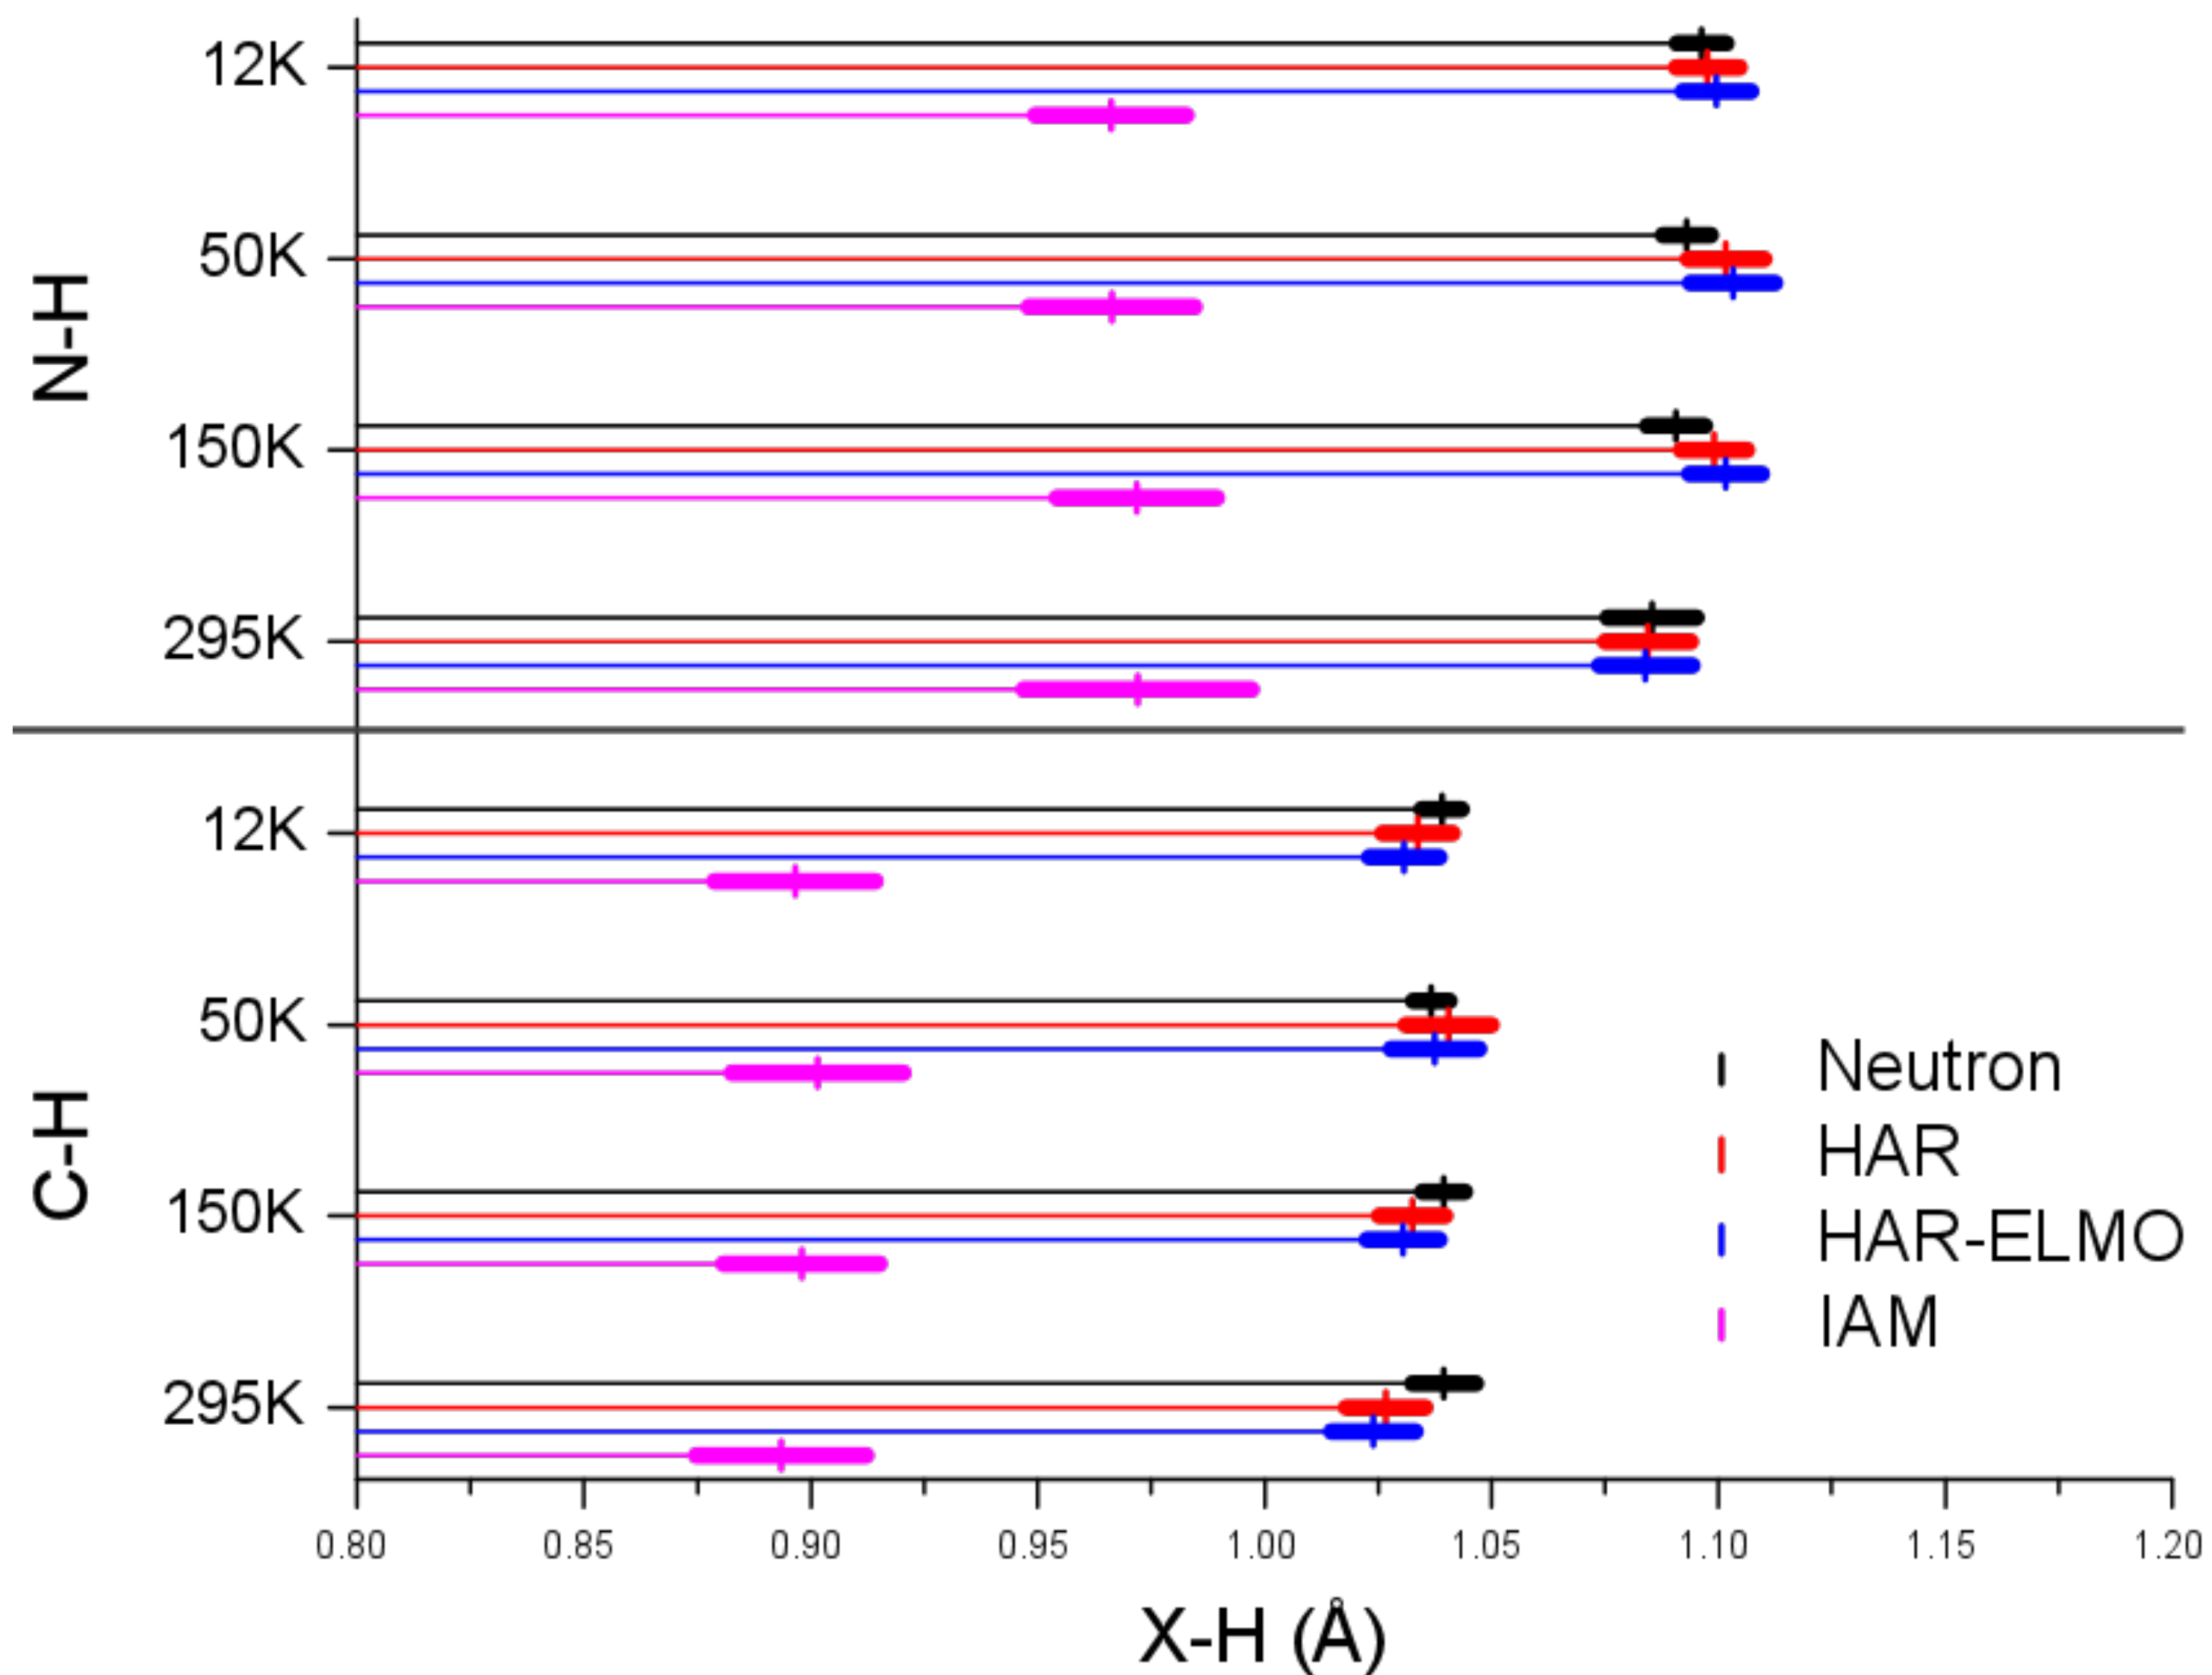 N-H
12K
50K
150K
295K
C-H
12K
50K
150K
295K
Neutron
HAR
HAR-ELMO
IAM
0.80 0.85 0.90 0.95 1.00 1.05 1.10 1.15 1.20
X-H (Å)